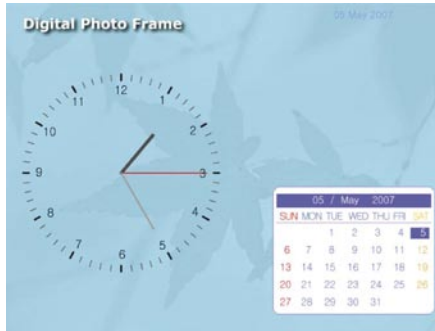 Digital Photo Frame
05 May 2007
12
11 1
10 2
9 3
8 4
7 5
6
05 / May 2007
SUN MON TUE WED THU FRI SAT
1 2 3 4 5
6 7 8 9 10 11 12
13 14 15 16 17 18 19
20 21 22 23 24 25 26
27 28 29 30 31